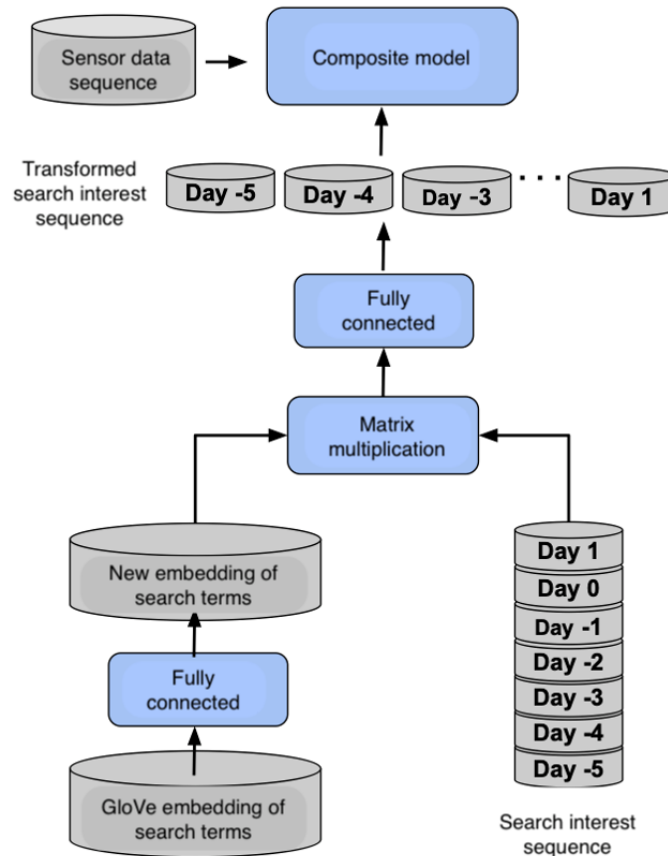 Sensor data
sequence
Composite model
Transformed
search interest
sequence
Day -5
Day -4
Day -3
...
Day 1
Fully
connected
Matrix
multiplication
New embedding of
search terms
Fully
connected
GloVe embedding of
search terms
Day 1
Day 0
Day -1
Day -2
Day -3
Day -4
Day -5
Search interest
sequence